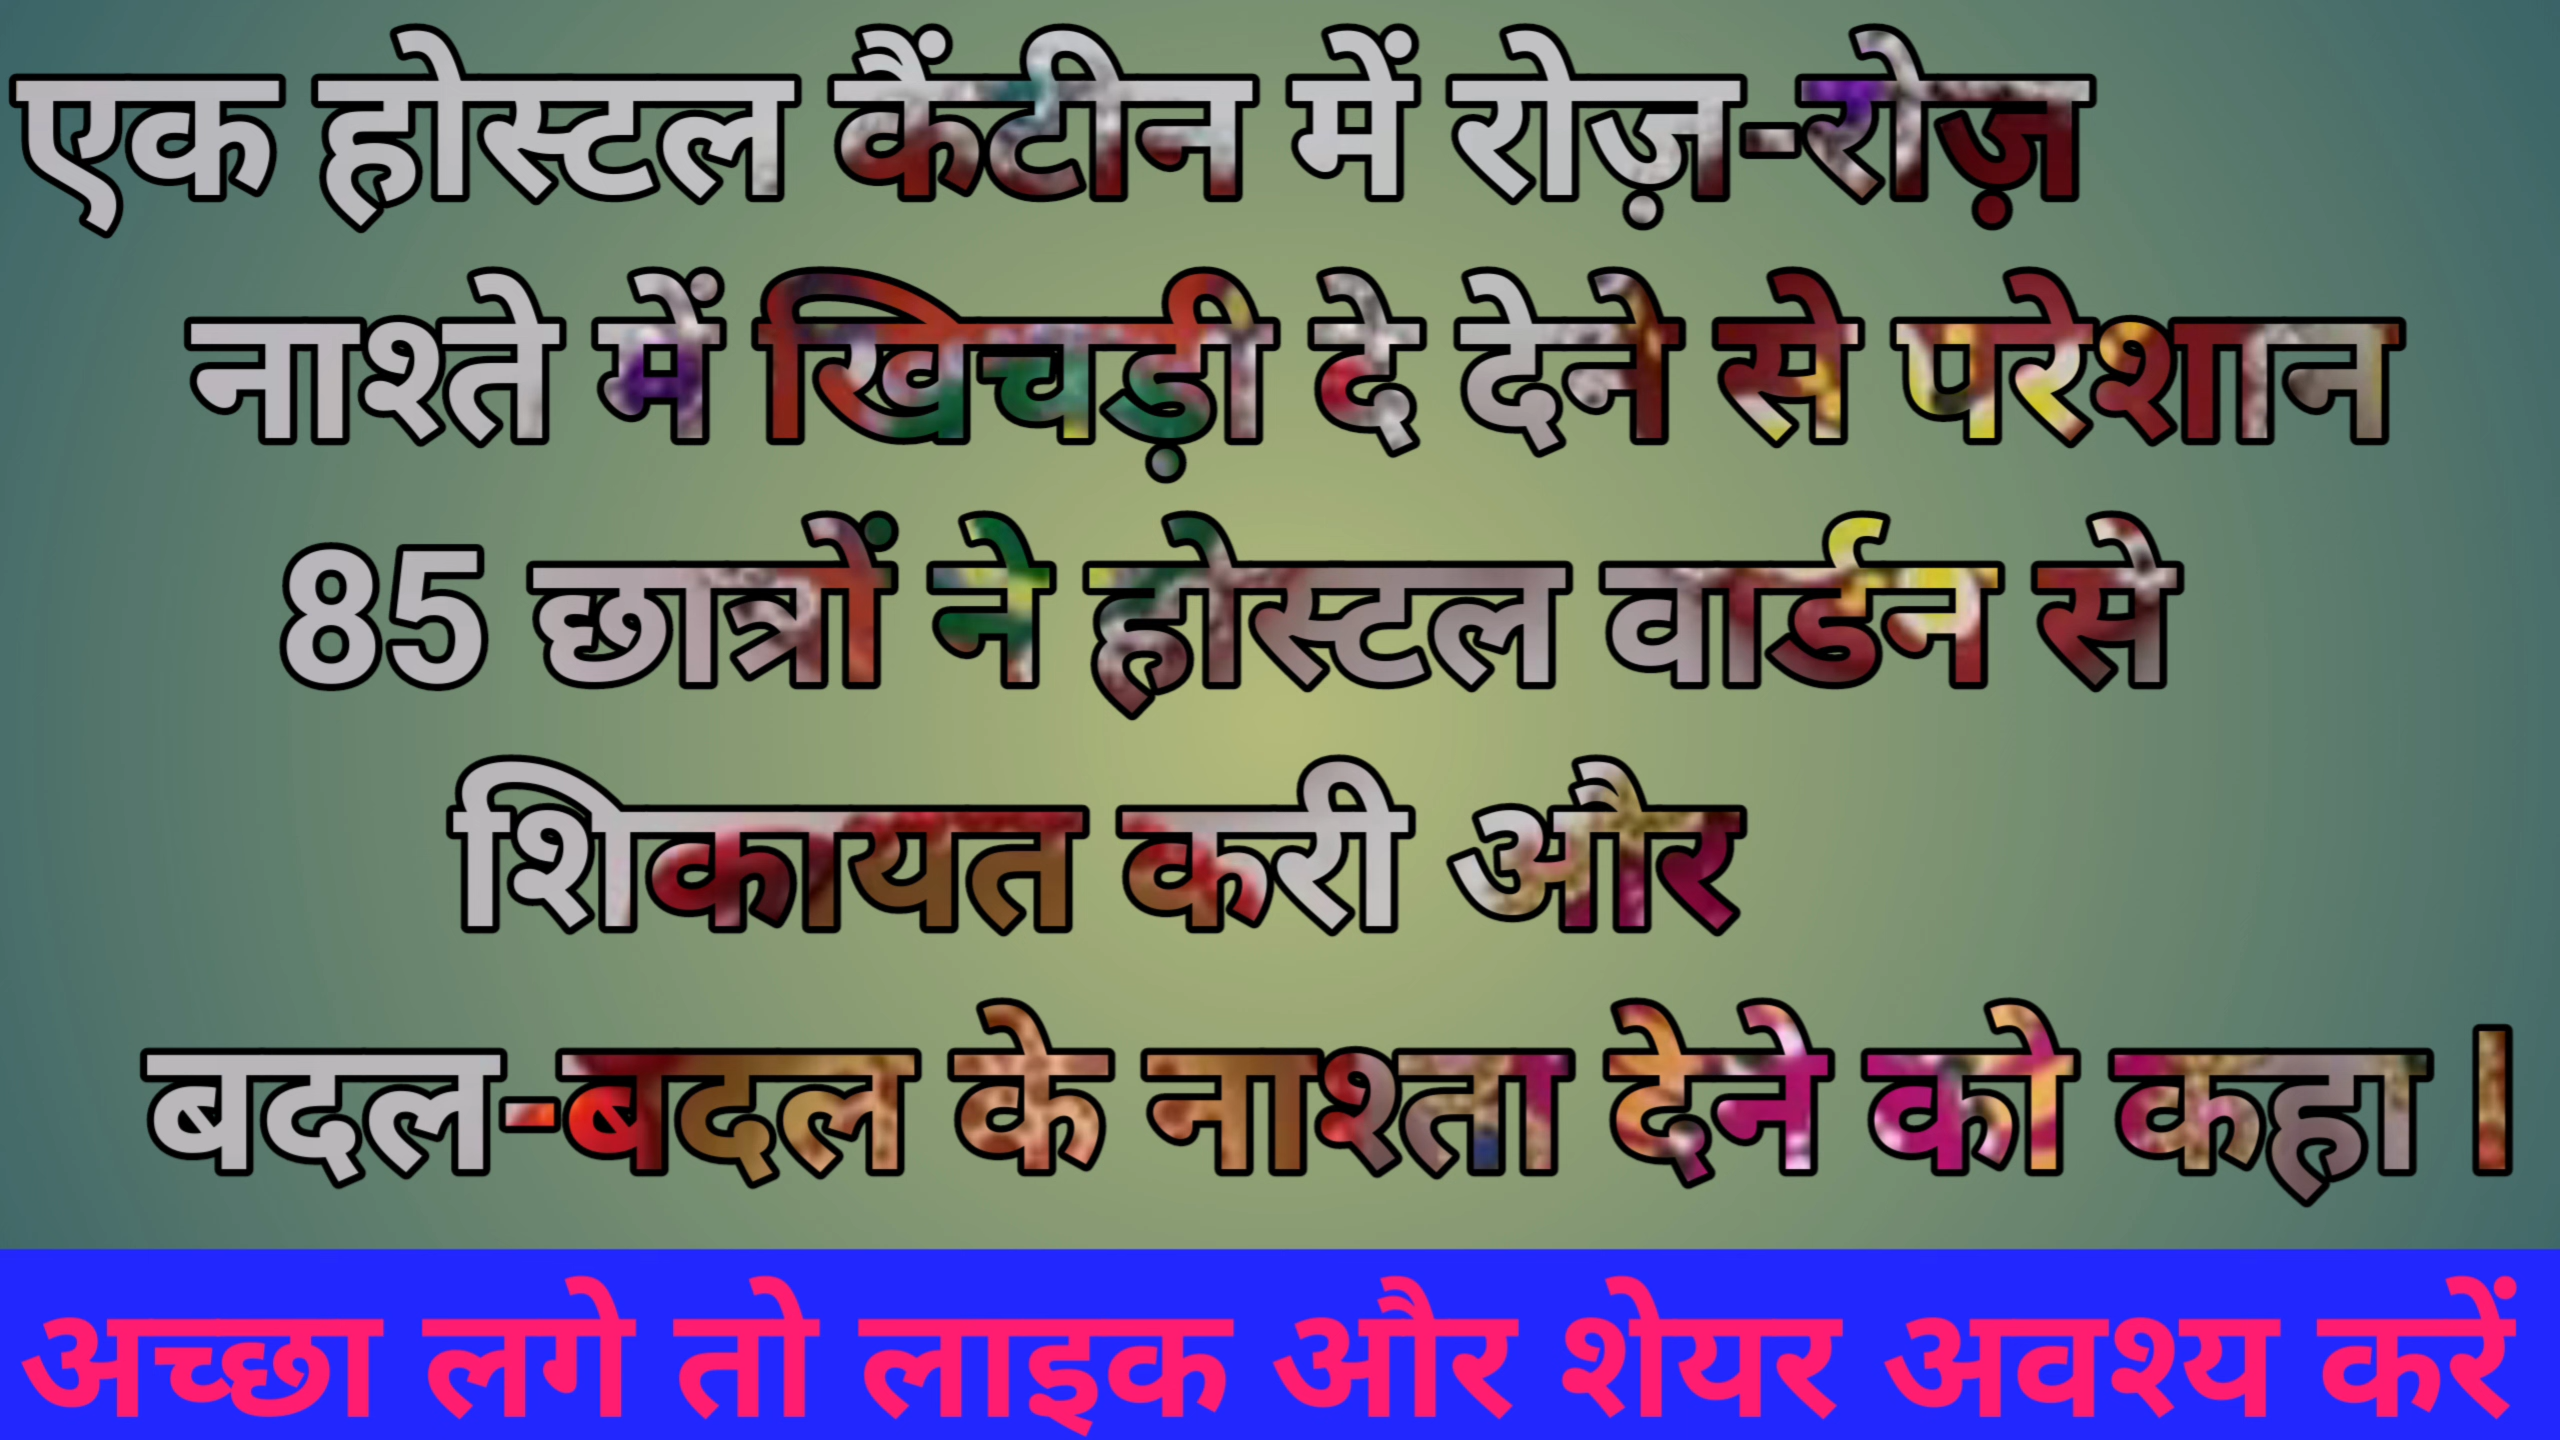 एक होस्टल कैंटीन में रोज़-रोज़
नाश्ते में खिचड़ी दे देने से परेशान
85 छात्रों ने होस्टल वार्डन से
शिकायत करी और
बदल-बदल के नाश्ता देने को कहा |
अच्छा लगे तो लाइक और शेयर अवश्य करें